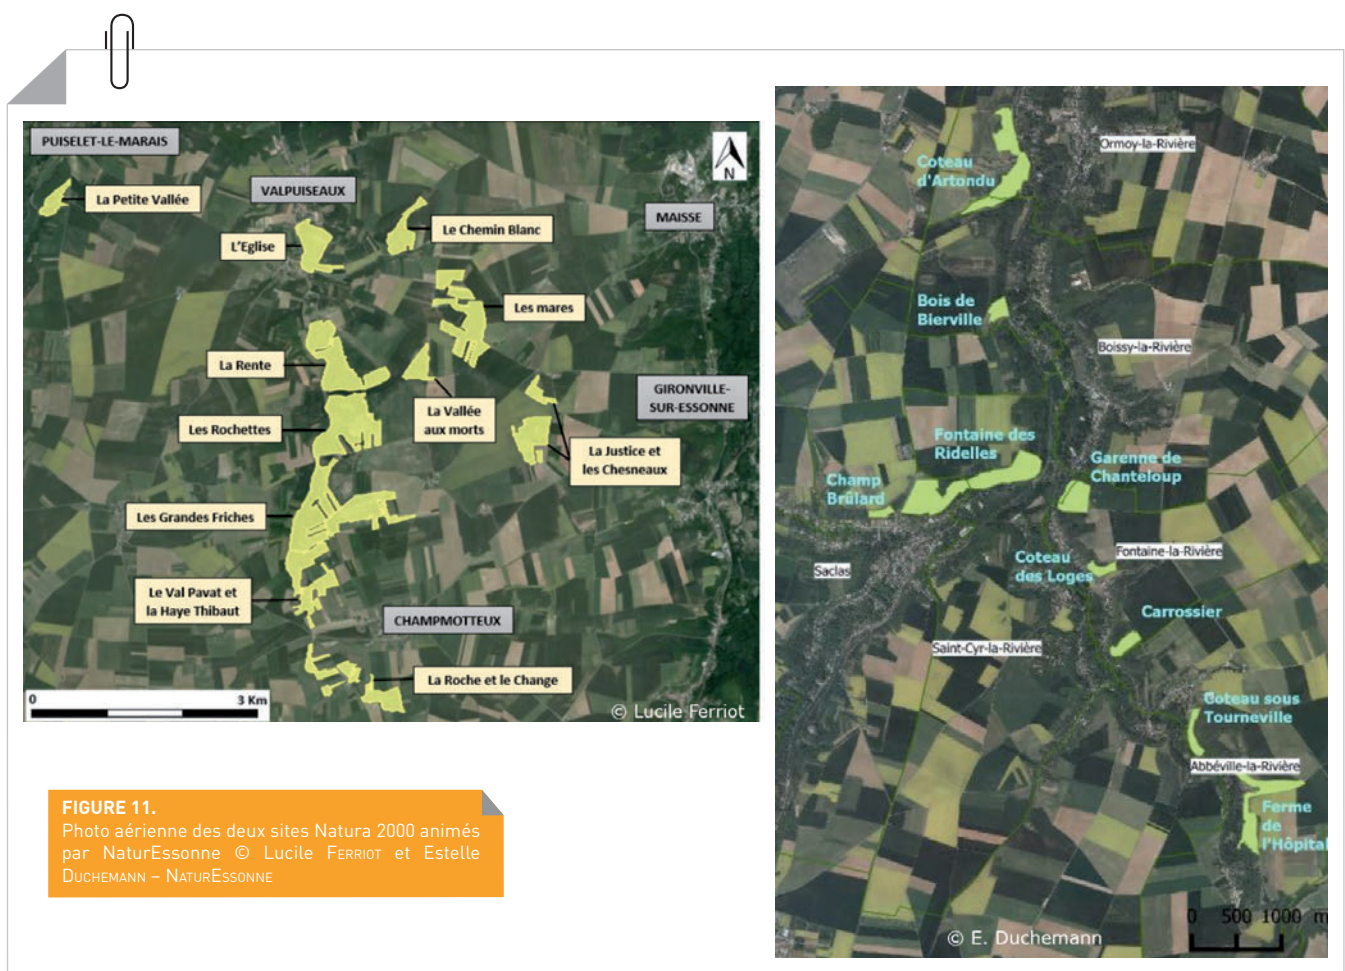 PUISELET-LE-MARAIS
La Petite Vallée
VALPUISEAUX
L'Eglise
Le Chemin Blanc
N
MAISSE
Les mares
La Rente
GIRONVILLE-
SUR-ESSONNE
La Vallée
aux morts
Les Rochettes
La Justice et
les Chesneaux
Les Grandes Friches
Le Val Pavat et
la Haye Thibaut
CHAMPMOTTEUX
La Roche et le Change
0 3 Km
© Lucile Ferriot
Ormoy-la-Rivière
Coteau
d'Artondu
Bois de
Bierville
Boissy-la-Rivière
Fontaine des
Ridelles
Garenne de
Chanteloup
Champ
Brûlard
Saclas
Coteau
des Loges
Fontaine-la-Rivière
Carrossier
Saint-Cyr-la-Rivière
Coteau sous
Tourneville
Abbéville-la-Rivière
Ferme
de
l'Hôpital
0 500 1000 m
© E. Duchemann
FIGURE 11.
Photo aérienne des deux sites Natura 2000 animés
par NaturEssonne © Lucile FERRIOT et Estelle
DUCHEMANN – NATURESSONNE